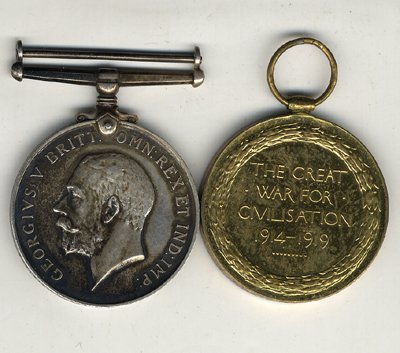 GEORGIVS V BRITT: OMN: REX ET IND: IMP:
THE GREAT
WAR FOR
CIVILISATION
1914-1919